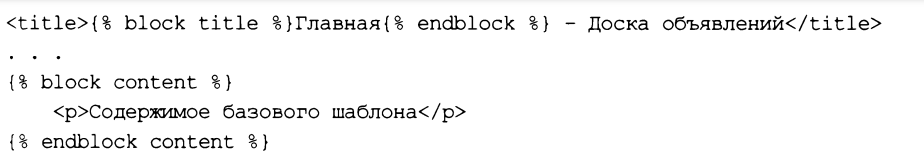 <title>{% block title %}Главная{% endblock %} - Доска объявлений</title>
. . .
{% block content %}
    <p>Содержимое базового шаблона</p>
{% endblock content %}